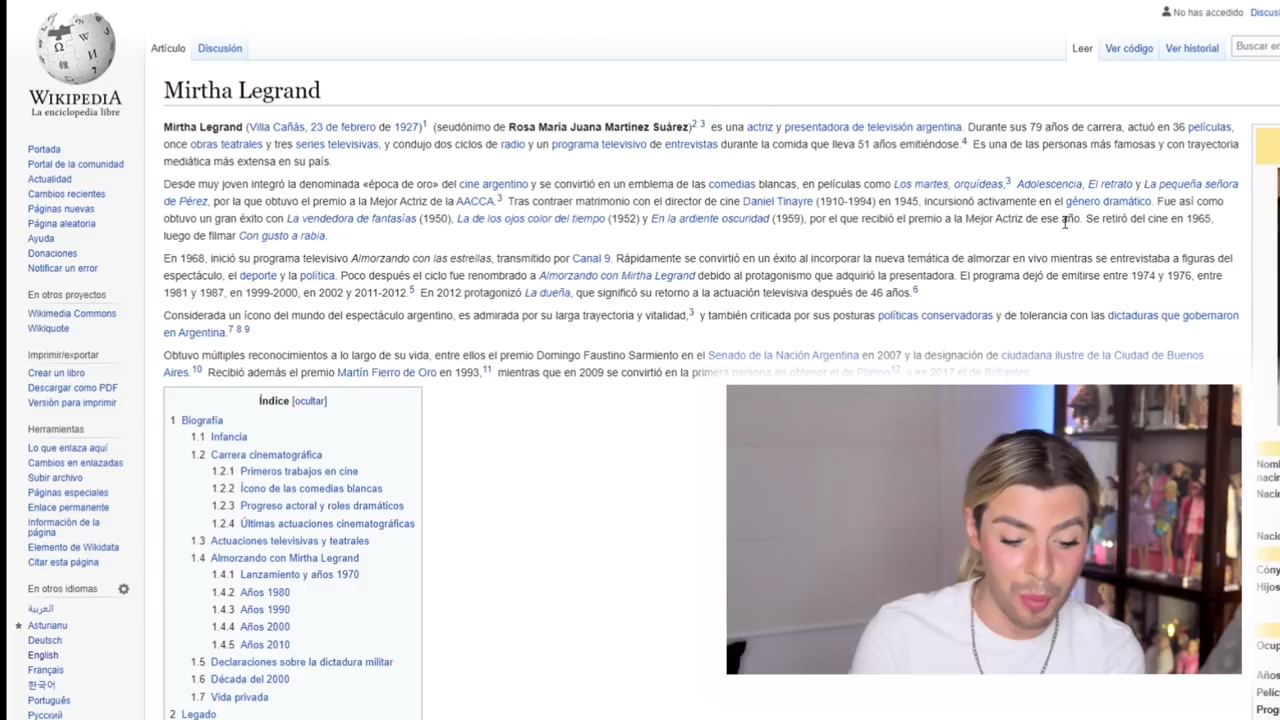 No has accedido
Artículo
Discusión
Leer
Ver código
Ver historial
WIKIPEDIA
La enciclopedia libre
Mirtha Legrand
Mirtha Legrand (Villa Cañás, 23 de febrero de 1927)1 (seudónimo de Rosa María Juana Martínez Suárez)2 3 es una actriz y presentadora de televisión argentina. Durante sus 79 años de carrera, actuó en 36 películas,
once obras teatrales y tres series televisivas, y condujo dos ciclos de radio y un programa televisivo de entrevistas durante la comida que lleva 51 años emitiéndose.4 Es una de las personas más famosas y con trayectoria
mediática más extensa en su país.
Desde muy joven integró la denominada «época de oro» del cine argentino y se convirtió en un emblema de las comedias blancas, en películas como Los martes, orquídeas,3 Adolescencia, El retrato y La pequeña señora
de Pérez, por la que obtuvo el premio a la Mejor Actriz de la AACCA.3 Tras contraer matrimonio con el director de cine Daniel Tinayre (1910-1994) en 1945, incursionó activamente en el género dramático. Fue así como
obtuvo un gran éxito con La vendedora de fantasías (1950), La de los ojos color del tiempo (1952) y En la ardiente oscuridad (1959), por el que recibió el premio a la Mejor Actriz de ese año. Se retiró del cine en 1965,
luego de filmar Con gusto a rabia.
En 1968, inició su programa televisivo Almorzando con las estrellas, transmitido por Canal 9. Rápidamente se convirtió en un éxito al incorporar la nueva temática de almorzar en vivo mientras se entrevistaba a figuras del
espectáculo, el deporte y la política. Poco después el ciclo fue renombrado a Almorzando con Mirtha Legrand debido al protagonismo que adquirió la presentadora. El programa dejó de emitirse entre 1974 y 1976, entre
1981 y 1987, en 1999-2000, en 2002 y 2011-2012.5 En 2012 protagonizó La dueña, que significó su retorno a la actuación televisiva después de 46 años.6
Considerada un ícono del mundo del espectáculo argentino, es admirada por su larga trayectoria y vitalidad,3 y también criticada por sus posturas políticas conservadoras y de tolerancia con las dictaduras que gobernaron
en Argentina.7 8 9
Obtuvo múltiples reconocimientos a lo largo de su vida, entre ellos el premio Domingo Faustino Sarmiento en el Senado de la Nación Argentina en 2007 y la designación de ciudadana ilustre de la Ciudad de Buenos
Aires.10 Recibió además el premio Martín Fierro de Oro en 1993,11 mientras que en 2009 se convirtió en la primera persona en obtener el de Platino12 y en 2017 el de Brillantes
Índice [ocultar]
1 Biografía
1.1 Infancia
1.2 Carrera cinematográfica
1.2.1 Primeros trabajos en cine
1.2.2 Ícono de las comedias blancas
1.2.3 Progreso actoral y roles dramáticos
1.2.4 Últimas actuaciones cinematográficas
1.3 Actuaciones televisivas y teatrales
1.4 Almorzando con Mirtha Legrand
1.4.1 Lanzamiento y años 1970
1.4.2 Años 1980
1.4.3 Años 1990
1.4.4 Años 2000
1.4.5 Años 2010
1.5 Declaraciones sobre la dictadura militar
1.6 Década del 2000
1.7 Vida privada
2 Legado
Portada
Portal de la comunidad
Actualidad
Cambios recientes
Páginas nuevas
Página aleatoria
Ayuda
Donaciones
Notificar un error
En otros proyectos
Wikimedia Commons
Wikiquote
Imprimir/exportar
Crear un libro
Descargar como PDF
Versión para imprimir
Herramientas
Lo que enlaza aquí
Cambios en enlazadas
Subir archivo
Páginas especiales
Enlace permanente
Información de la
página
Elemento de Wikidata
Citar esta página
En otros idiomas
العربية
Asturianu
Deutsch
English
Français
한국어
Português
Русский